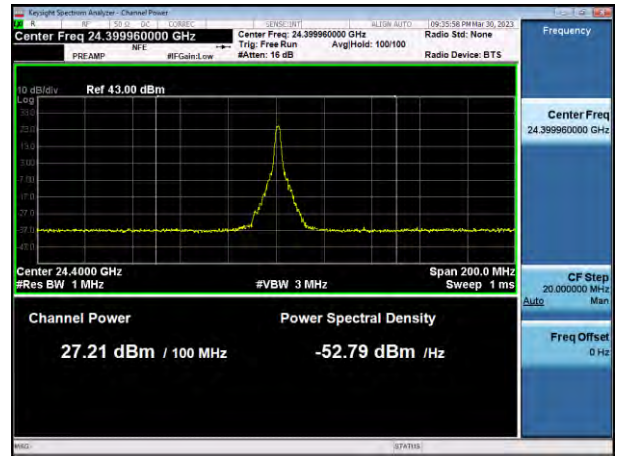 Keysight Spectrum Analyzer - Channel Power
R RF 50 Ω DC CORREC SENSE:INT ALIGN AUTO 09:35:58 PM Mar 30, 2023
Center Freq 24.399960000 GHz Center Freq: 24.399960000 GHz Radio Std: None
NFE Trig: Free Run Avg|Hold: 100/100
PREAMP #IFGain:Low #Atten: 16 dB Radio Device: BTS
Frequency
10 dB/div Ref 43.00 dBm
Log
33.0
23.0
13.0
3.00
-7.00
-17.0
-27.0
-37.0
-47.0
Center 24.4000 GHz Span 200.0 MHz
#Res BW 1 MHz #VBW 3 MHz Sweep 1 ms
Channel Power Power Spectral Density
27.21 dBm / 100 MHz -52.79 dBm /Hz
Center Freq
24.399960000 GHz
CF Step
20.000000 MHz
Auto Man
Freq Offset
0 Hz
MSG STATUS